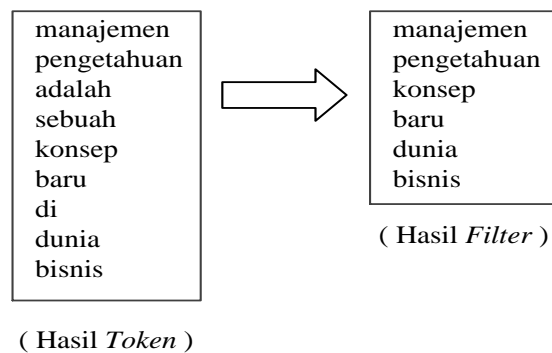 manajemen
pengetahuan
adalah
sebuah
konsep
baru
di
dunia
bisnis
( Hasil Token )
manajemen
pengetahuan
konsep
baru
dunia
bisnis
( Hasil Filter )